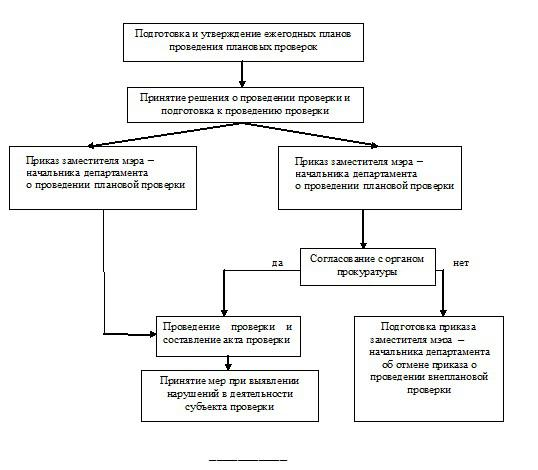 Подготовка и утверждение ежегодных планов
проведения плановых проверок
Принятие решения о проведении проверки и
подготовка к проведению проверки
Приказ заместителя мэра –
начальника департамента
о проведении плановой проверки
Приказ заместителя мэра –
начальника департамента
о проведении плановой проверки
Согласование с органом
прокуратуры
да
нет
Проведение проверки и
составление акта проверки
Подготовка приказа
заместителя мэра –
начальника департамента
об отмене приказа о
проведении внеплановой
проверки
Принятие мер при выявлении
нарушений в деятельности
субъекта проверки